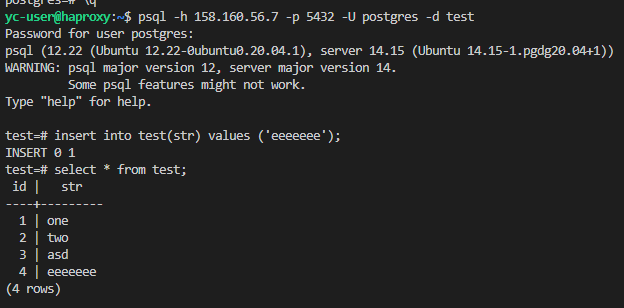 postgres=# \q
yc-user@haproxy:~$ psql -h 158.160.56.7 -p 5432 -U postgres -d test
Password for user postgres:
psql (12.22 (Ubuntu 12.22-0ubuntu0.20.04.1), server 14.15 (Ubuntu 14.15-1.pgdg20.04+1))
WARNING: psql major version 12, server major version 14.
         Some psql features might not work.
Type "help" for help.

test=# insert into test(str) values ('eeeeeee');
INSERT 0 1
test=# select * from test;
 id |   str
----+---------
  1 | one
  2 | two
  3 | asd
  4 | eeeeeee
(4 rows)